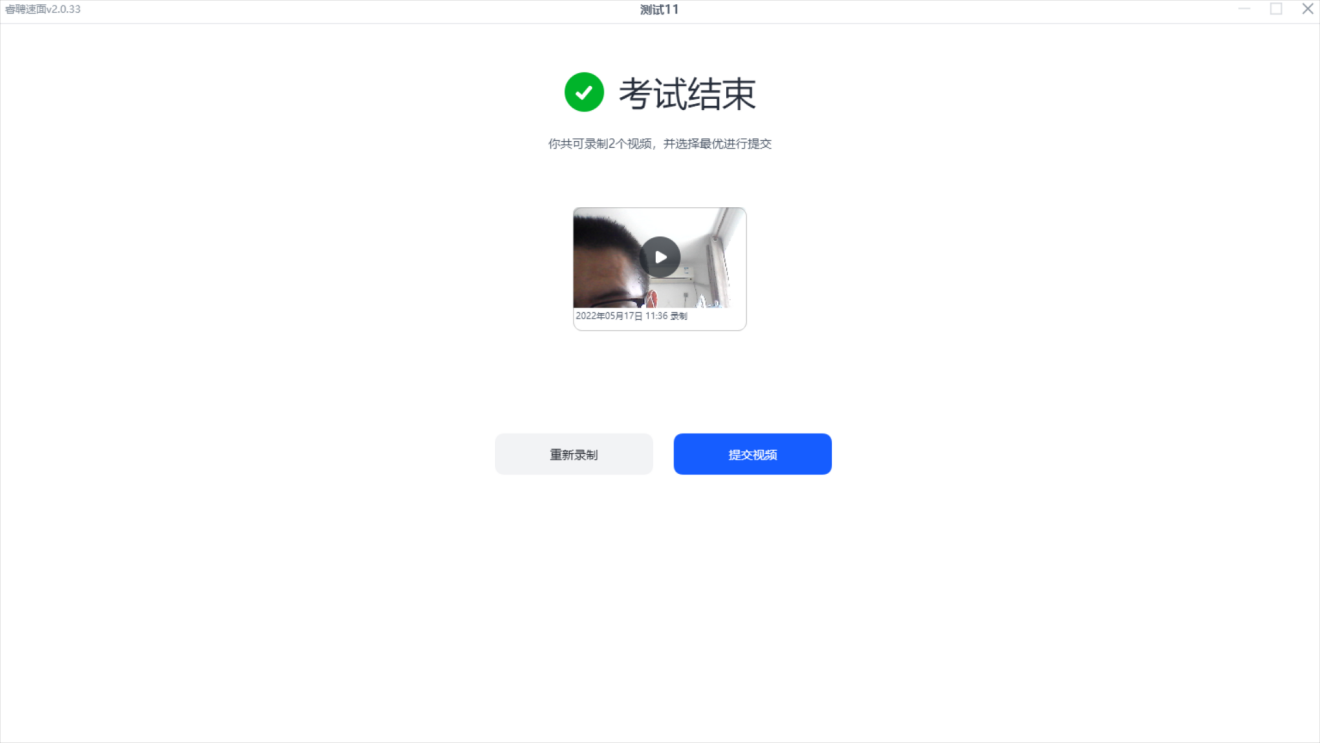 睿聘速面v2.0.33
测试11
考试结束
你共可录制2个视频，并选择最优进行提交
2022年05月17日 11:36 录制
重新录制
提交视频